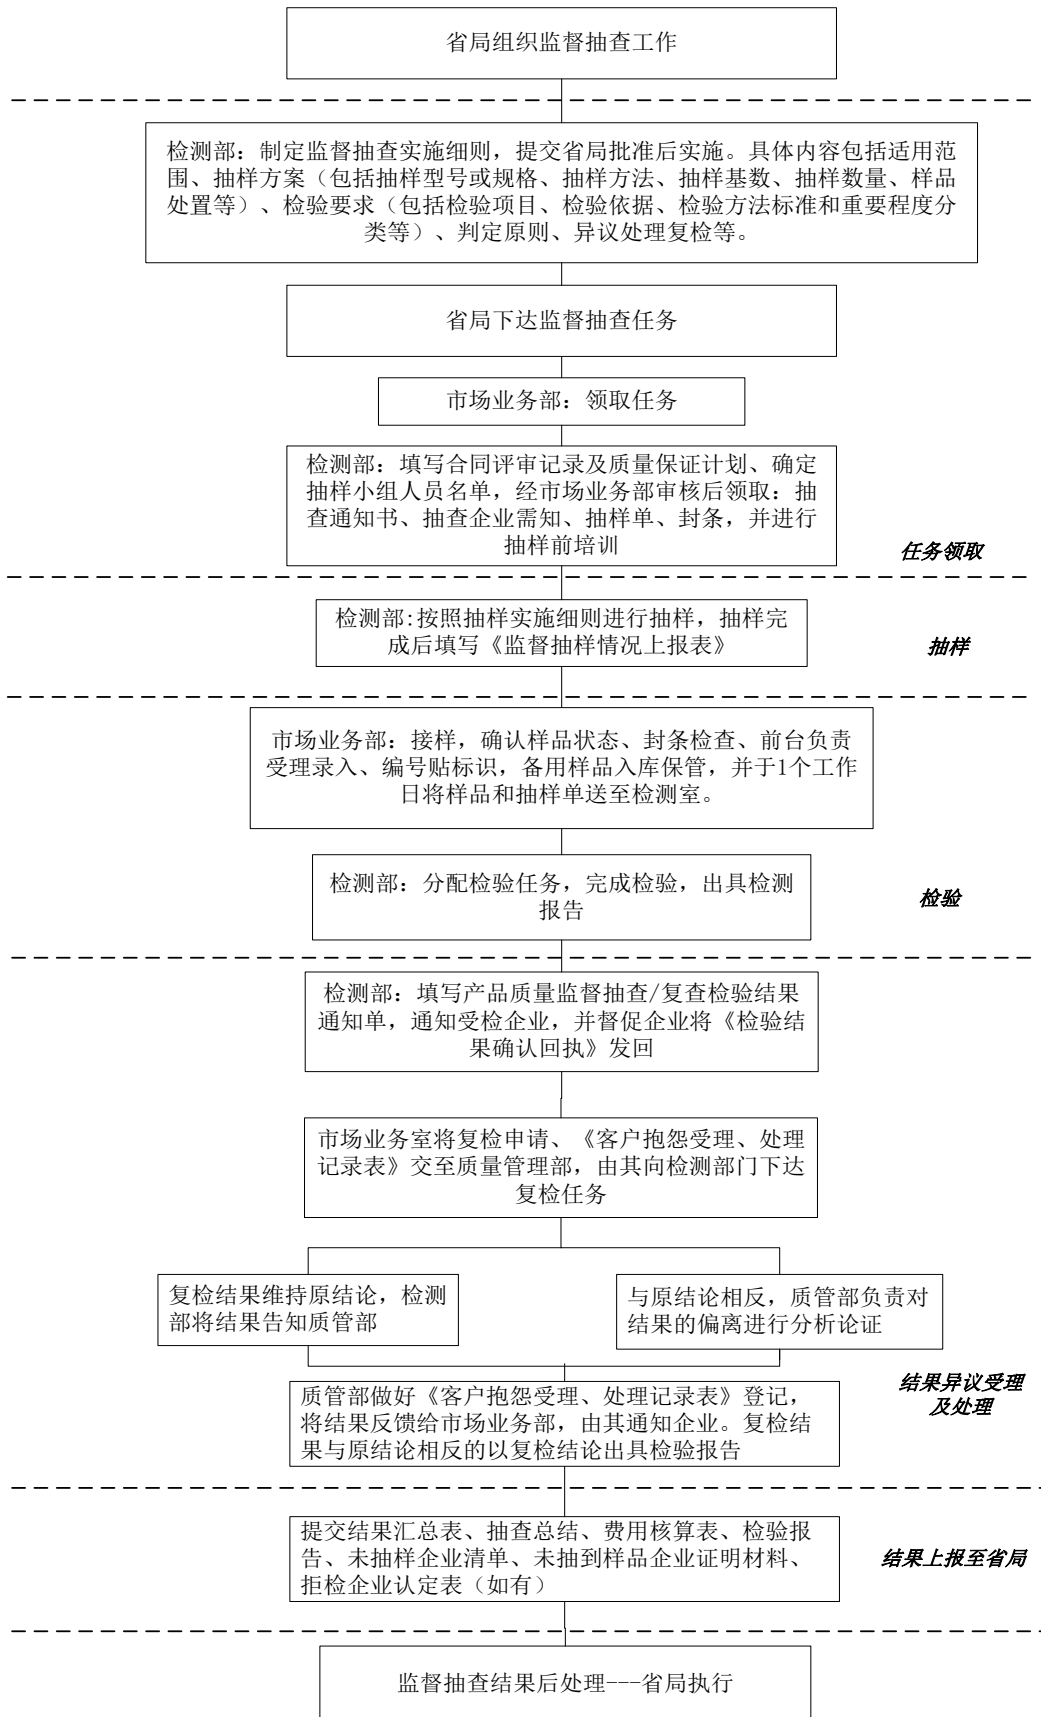 省局组织监督抽查工作
检测部：制定监督抽查实施细则，提交省局批准后实施。具体内容包括适用范
围、抽样方案（包括抽样型号或规格、抽样方法、抽样基数、抽样数量、样品
处置等）、检验要求（包括检验项目、检验依据、检验方法标准和重要程度分
类等）、判定原则、异议处理复检等。
省局下达监督抽查任务
市场业务部：领取任务
检测部：填写合同评审记录及质量保证计划、确定
抽样小组人员名单，经市场业务部审核后领取：抽
查通知书、抽查企业需知、抽样单、封条，并进行
抽样前培训
任务领取
检测部:按照抽样实施细则进行抽样，抽样完
成后填写《监督抽样情况上报表》
抽样
市场业务部：接样，确认样品状态、封条检查、前台负责
受理录入、编号贴标识，备用样品入库保管，并于1个工作
日将样品和抽样单送至检测室。
检测部：分配检验任务，完成检验，出具检测
报告
检验
检测部：填写产品质量监督抽查/复查检验结果
通知单，通知受检企业，并督促企业将《检验结
果确认回执》发回
市场业务室将复检申请、《客户抱怨受理、处理
记录表》交至质量管理部，由其向检测部门下达
复检任务
复检结果维持原结论，检测
部将结果告知质管部
与原结论相反，质管部负责对
结果的偏离进行分析论证
质管部做好《客户抱怨受理、处理记录表》登记，
将结果反馈给市场业务部，由其通知企业。复检结
果与原结论相反的以复检结论出具检验报告
结果异议受理
及处理
提交结果汇总表、抽查总结、费用核算表、检验报
告、未抽样企业清单、未抽到样品企业证明材料、
拒检企业认定表（如有）
结果上报至省局
监督抽查结果后处理---省局执行